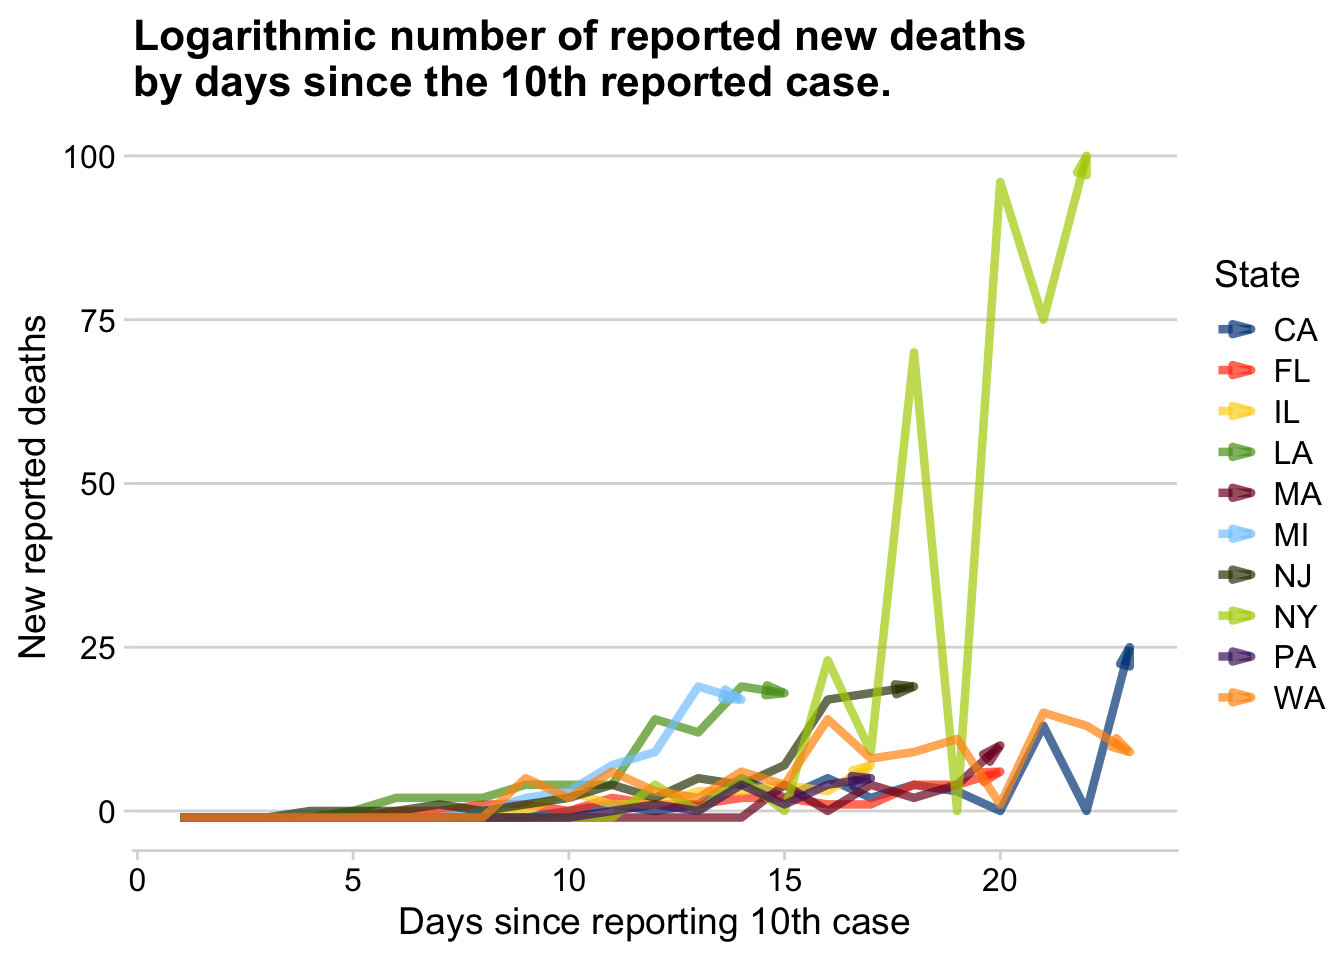 Logarithmic number of reported new deaths
by days since the 10th reported case.
100
75
50
25
0
New reported deaths
0 5 10 15 20
Days since reporting 10th case
State
CA
FL
IL
LA
MA
MI
NJ
NY
PA
WA